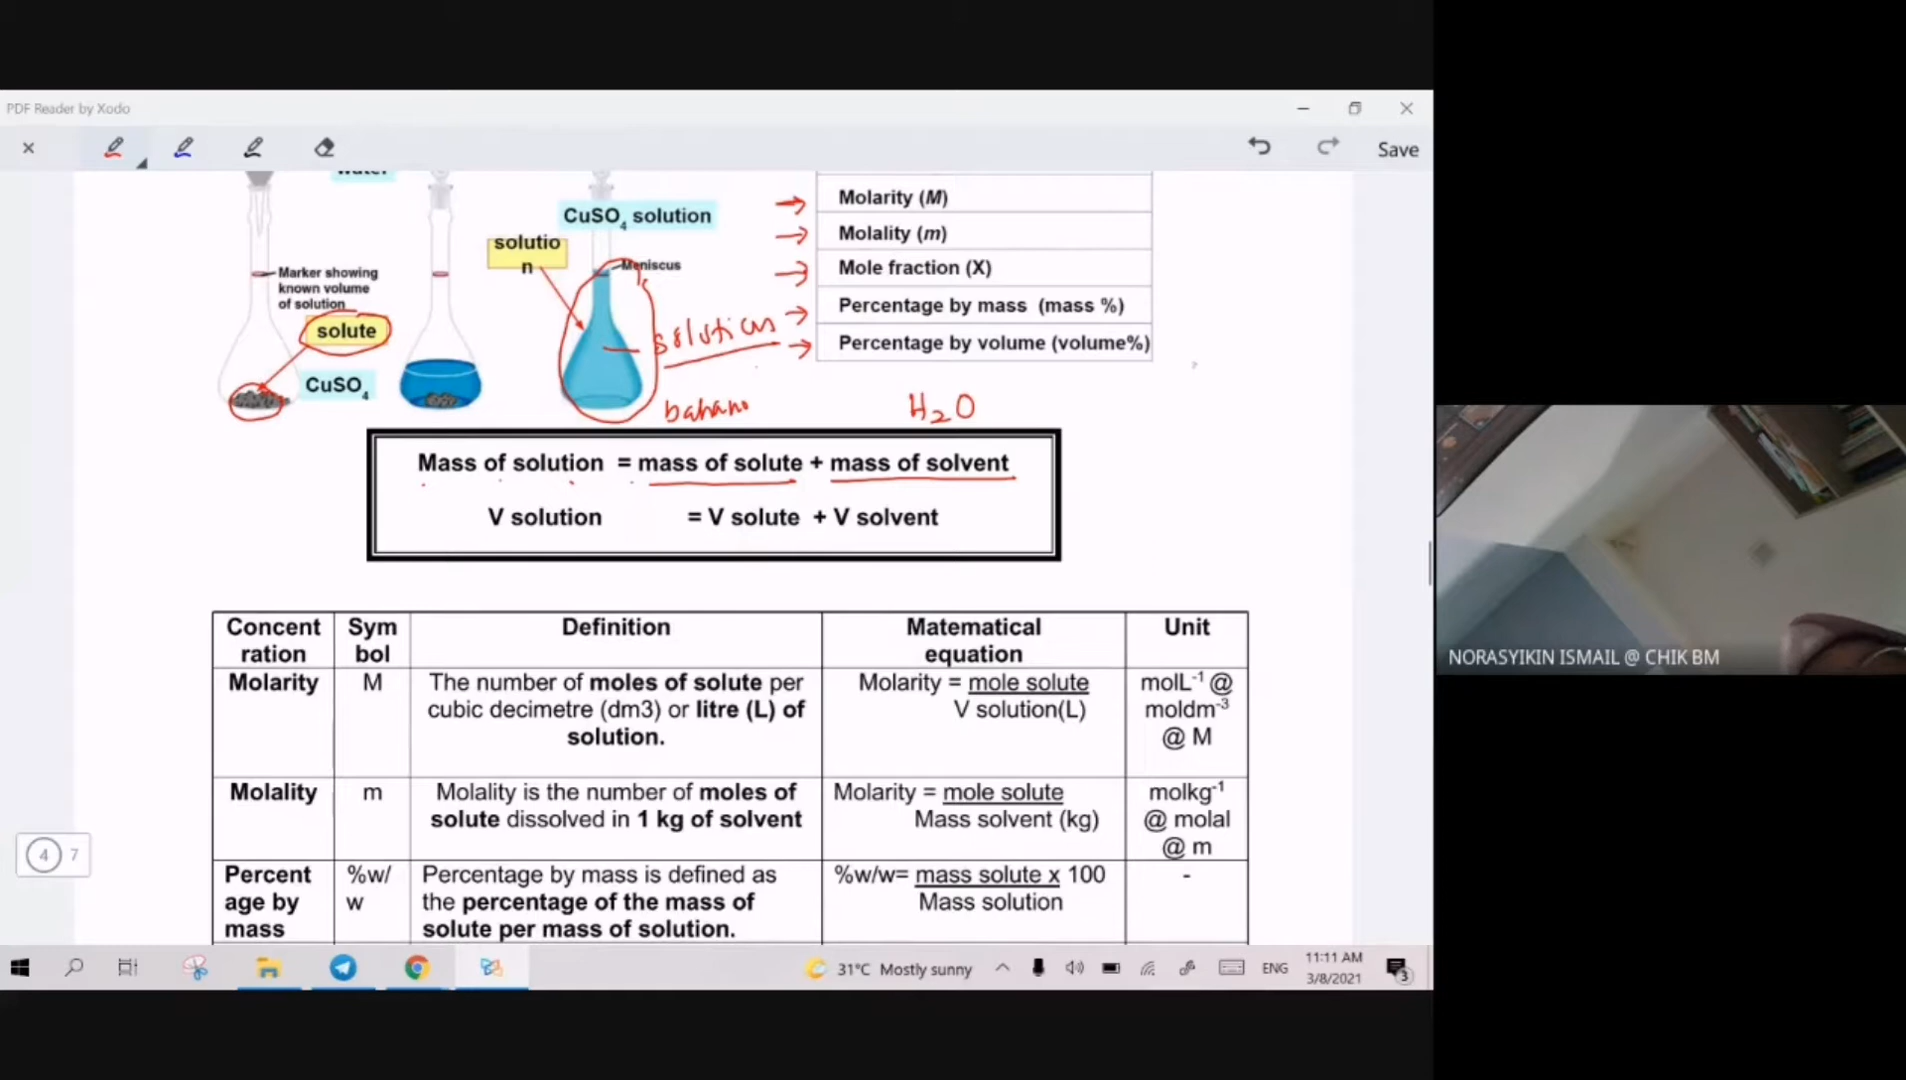 PDF Reader by Xodo
Save
water
CuSO4 solution
solutio
n
Meniscus
Marker showing
known volume
of solution
solute
CuSO4
solution
bahan
H2O
Molarity (M)
Molality (m)
Mole fraction (X)
Percentage by mass (mass %)
Percentage by volume (volume%)
Mass of solution = mass of solute + mass of solvent
V solution = V solute + V solvent
Concent
ration
Sym
bol
Definition
Matematical
equation
Unit
Molarity
M
The number of moles of solute per
cubic decimetre (dm3) or litre (L) of
solution.
Molarity = mole solute
V solution(L)
molL-1 @
moldm-3
@ M
Molality
m
Molality is the number of moles of
solute dissolved in 1 kg of solvent
Molarity = mole solute
Mass solvent (kg)
molkg-1
@ molal
@ m
Percent
age by
mass
%w/
w
Percentage by mass is defined as
the percentage of the mass of
solute per mass of solution.
%w/w= mass solute x 100
Mass solution
-
4 7
31°C Mostly sunny
ENG
11:11 AM
3/8/2021
3
NORASYIKIN ISMAIL @ CHIK BM